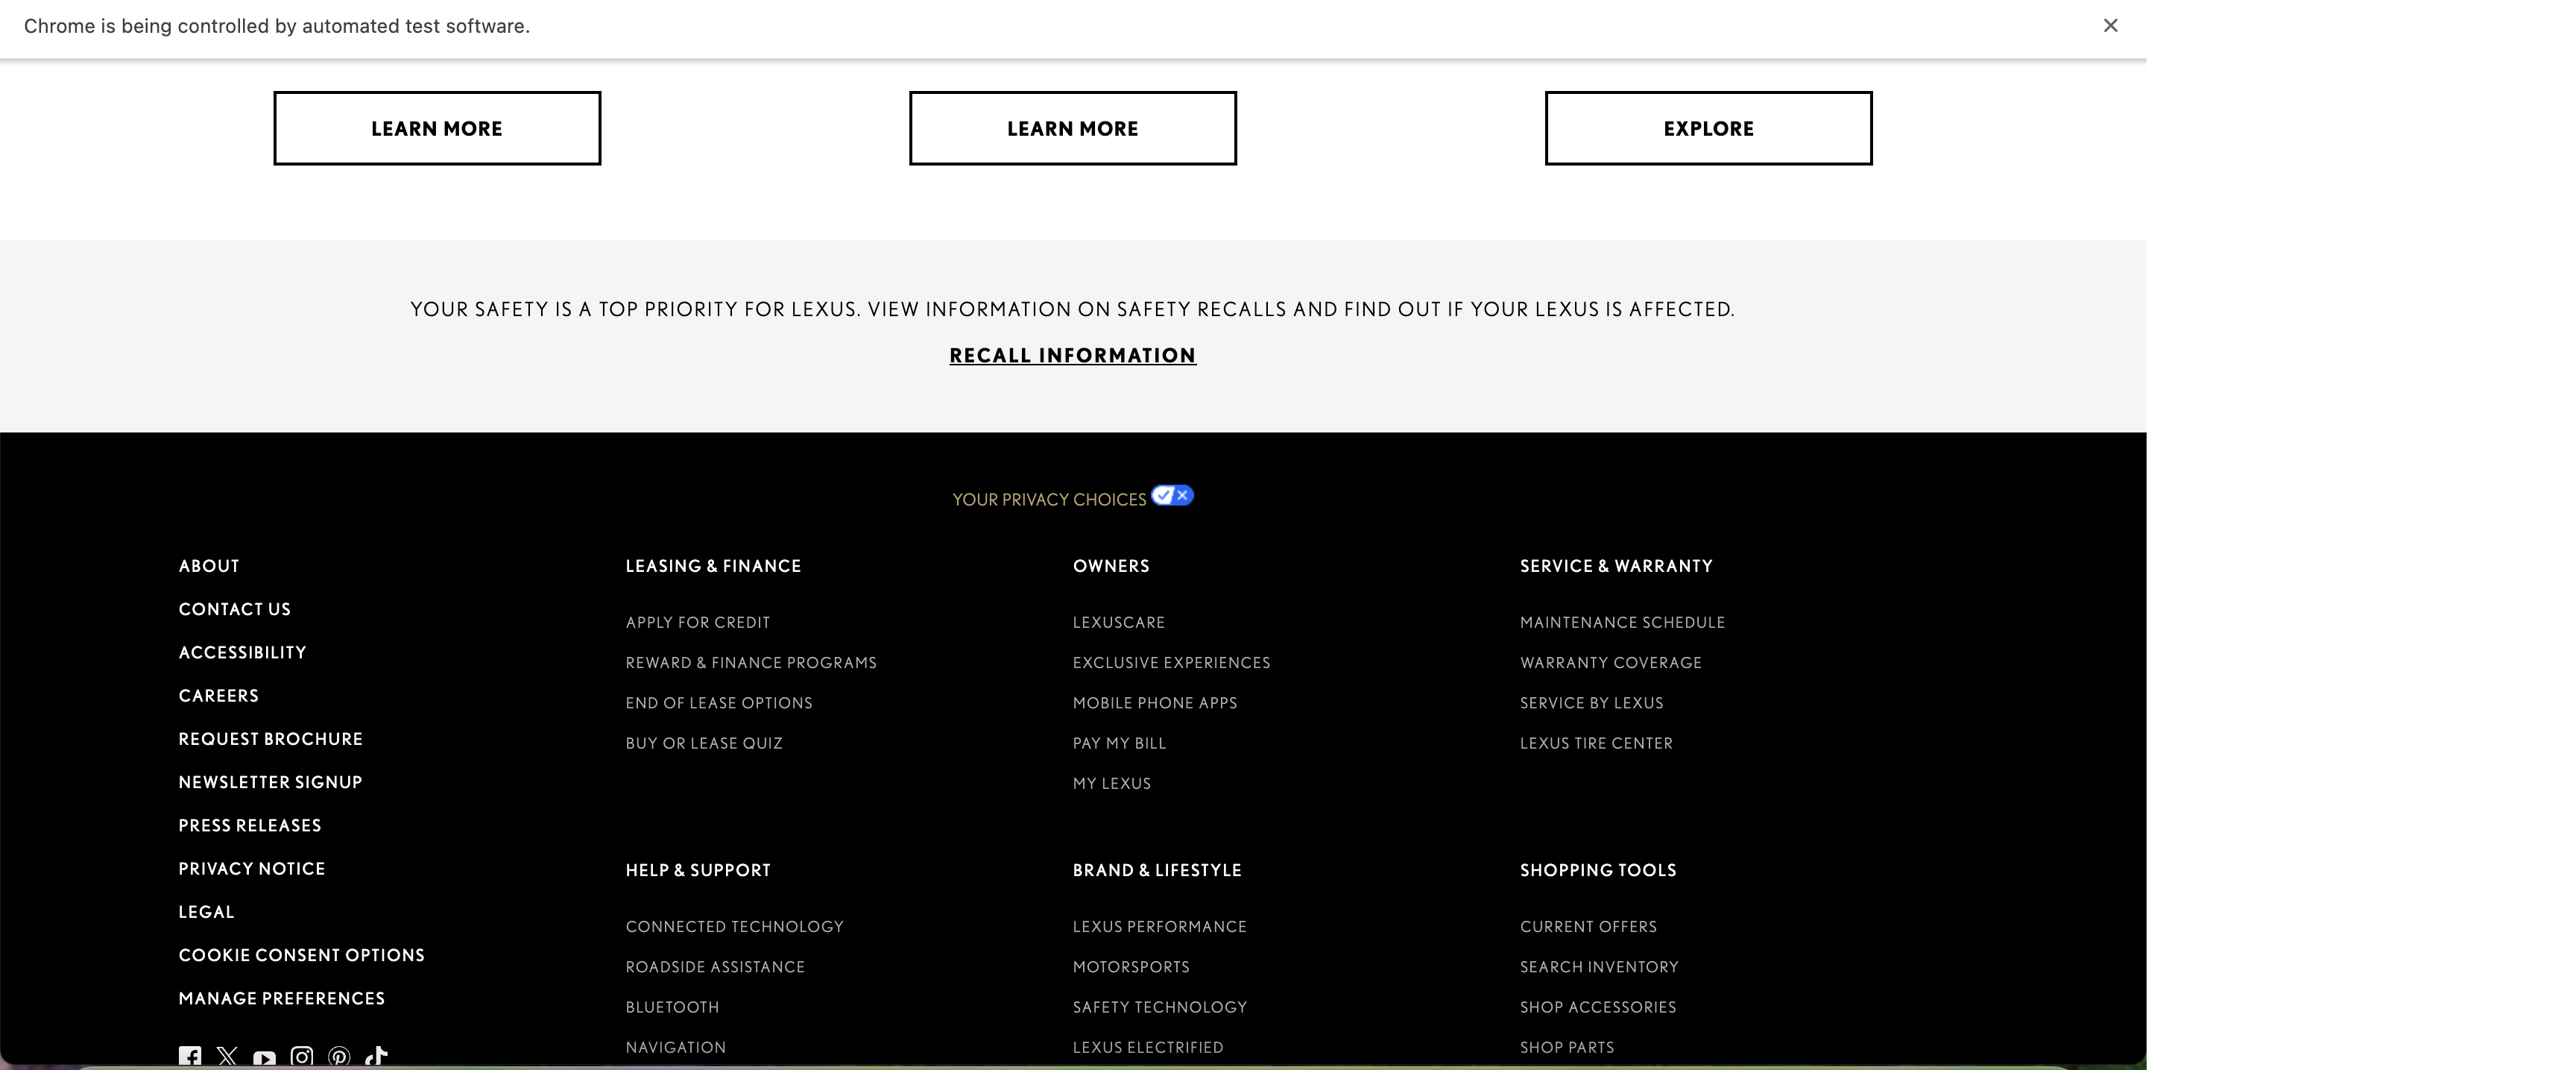 Chrome is being controlled by automated test software.
LEARN MORE
LEARN MORE
EXPLORE
YOUR SAFETY IS A TOP PRIORITY FOR LEXUS. VIEW INFORMATION ON SAFETY RECALLS AND FIND OUT IF YOUR LEXUS IS AFFECTED.
RECALL INFORMATION
YOUR PRIVACY CHOICES
ABOUT
CONTACT US
ACCESSIBILITY
CAREERS
REQUEST BROCHURE
NEWSLETTER SIGNUP
PRESS RELEASES
PRIVACY NOTICE
LEGAL
COOKIE CONSENT OPTIONS
MANAGE PREFERENCES
LEASING & FINANCE
APPLY FOR CREDIT
REWARD & FINANCE PROGRAMS
END OF LEASE OPTIONS
BUY OR LEASE QUIZ
OWNERS
LEXUSCARE
EXCLUSIVE EXPERIENCES
MOBILE PHONE APPS
PAY MY BILL
MY LEXUS
SERVICE & WARRANTY
MAINTENANCE SCHEDULE
WARRANTY COVERAGE
SERVICE BY LEXUS
LEXUS TIRE CENTER
HELP & SUPPORT
CONNECTED TECHNOLOGY
ROADSIDE ASSISTANCE
BLUETOOTH
NAVIGATION
BRAND & LIFESTYLE
LEXUS PERFORMANCE
MOTORSPORTS
SAFETY TECHNOLOGY
LEXUS ELECTRIFIED
SHOPPING TOOLS
CURRENT OFFERS
SEARCH INVENTORY
SHOP ACCESSORIES
SHOP PARTS